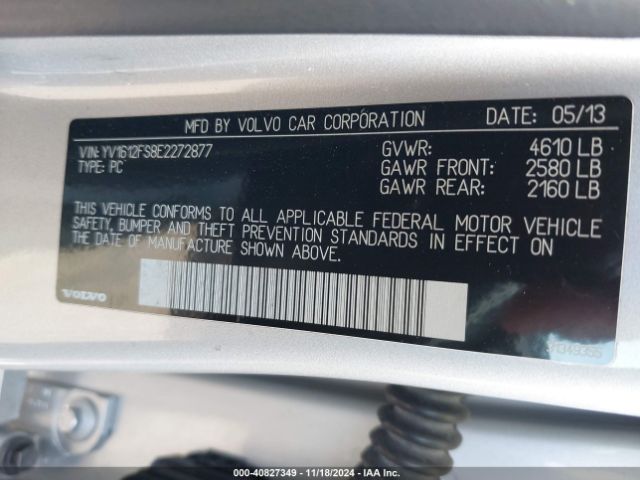 MFD BY VOLVO CAR CORPORATION DATE: 05/13
VIN: YV1612FS8E2272877 GVWR: 4610 LB
TYPE: PC GAWR FRONT: 2580 LB
GAWR REAR: 2160 LB
THIS VEHICLE CONFORMS TO ALL APPLICABLE FEDERAL MOTOR VEHICLE
SAFETY, BUMPER AND THEFT PREVENTION STANDARDS IN EFFECT ON
THE DATE OF MANUFACTURE SHOWN ABOVE.
VOLVO
000-40827349 - 11/18/2024 - IAA Inc.